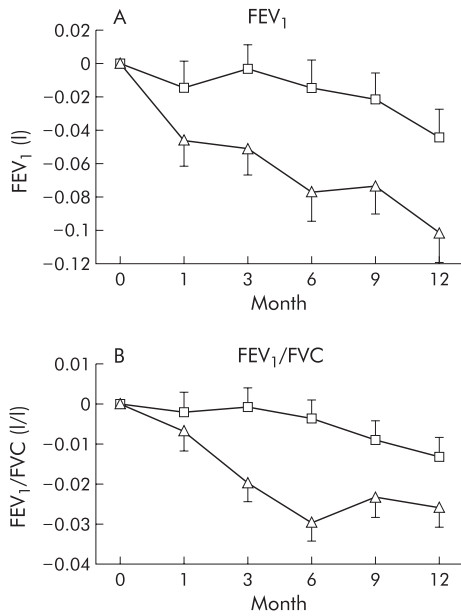 A FEV₁
0.02
0
−0.02
−0.04
−0.06
−0.08
−0.1
−0.12
FEV₁ (l)
0 1 3 6 9 12
Month
B FEV₁/FVC
0.01
0
−0.01
−0.02
−0.03
−0.04
FEV₁/FVC (l/l)
0 1 3 6 9 12
Month